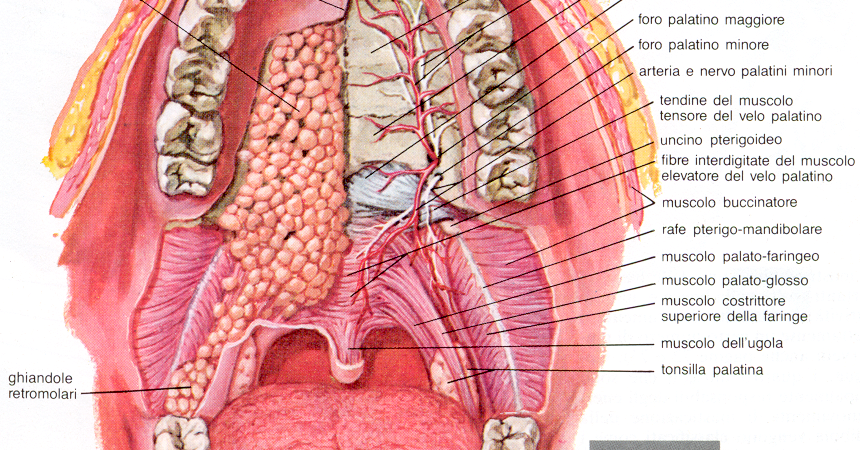 foro palatino maggiore
foro palatino minore
arteria e nervo palatini minori
tendine del muscolo
tensore del velo palatino
uncino pterigoideo
fibre interdigitate del muscolo
elevatore del velo palatino
muscolo buccinatore
rafe pterigo-mandibolare
muscolo palato-faringeo
muscolo palato-glosso
muscolo costrittore
superiore della faringe
muscolo dell'ugola
tonsilla palatina
ghiandole
retromolari